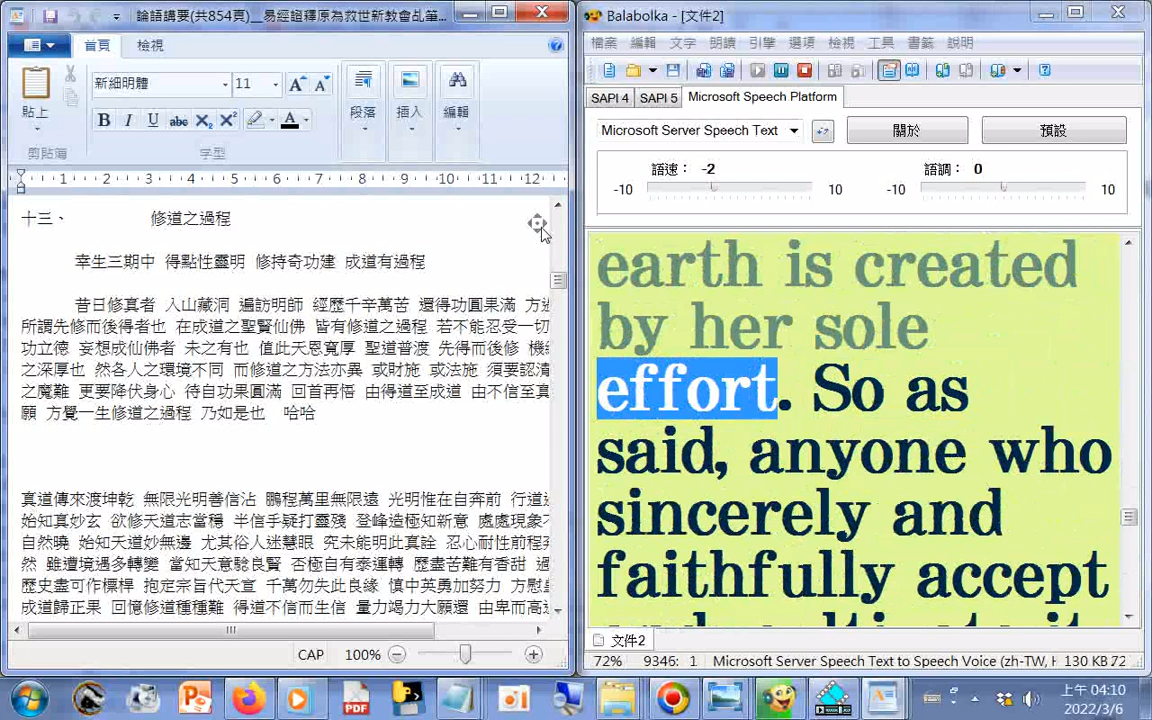 論語講要(共854頁)__易經證釋原為救世新教會乩筆...
首頁 檢視
新細明體 11
貼上
B I U abc X₂ X² A
段落 插入 編輯
剪貼簿 字型
1 2 3 4 5 6 7 8 9 10 11 12
十三、 修道之過程
幸生三期中 得點性靈明 修持奇功建 成道有過程
昔日修真者 入山藏洞 遍訪明師 經歷千辛萬苦 還得功圓果滿 方
所謂先修而後得者也 在成道之聖賢仙佛 皆有修道之過程 若不能忍受一切
功立德 妄想成仙佛者 未之有也 值此天恩寬厚 聖道普渡 先得而後修 機
之深厚也 然各人之環境不同 而修道之方法亦異 或財施 或法施 須要認清
之魔難 更要降伏身心 待自功果圓滿 回首再悟 由得道至成道 由不信至真
願 方覺一生修道之過程 乃如是也 哈哈
真道傳來渡坤乾 無限光明善信沾 鵬程萬里無限遠 光明惟在自奔前 行道
始知真妙玄 欲修天道志當穩 半信乎疑打靈殘 登峰造極知新意 處處現象
自然曉 始知天道妙無邊 尤其俗人迷慧眼 究未能明此真詮 忍心耐性前程
然 雖遭境遇多轉變 當知天意驗良賢 否極自有泰運轉 歷盡苦難有香甜
歷史盡可作標桿 抱定宗旨代天宣 千萬勿失此良緣 慎中英勇加努力 方慰
成道歸正果 回憶修道種種難 得道不信而生信 量力竭力大願還 由卑而高
CAP 100%
Balabolka - [文件2]
檔案 編輯 文字 朗讀 引擎 選項 檢視 工具 書籤 說明
SAPI 4 SAPI 5 Microsoft Speech Platform
Microsoft Server Speech Text 關於 預設
語速： -2 語調： 0
-10 10 -10 10
earth is created
by her sole
effort. So as
said, anyone who
sincerely and
faithfully accept
and cultivate it
文件2
72% 9346: 1 Microsoft Server Speech Text to Speech Voice (zh-TW, H 130 KB 72
上午 04:10
2022/3/6